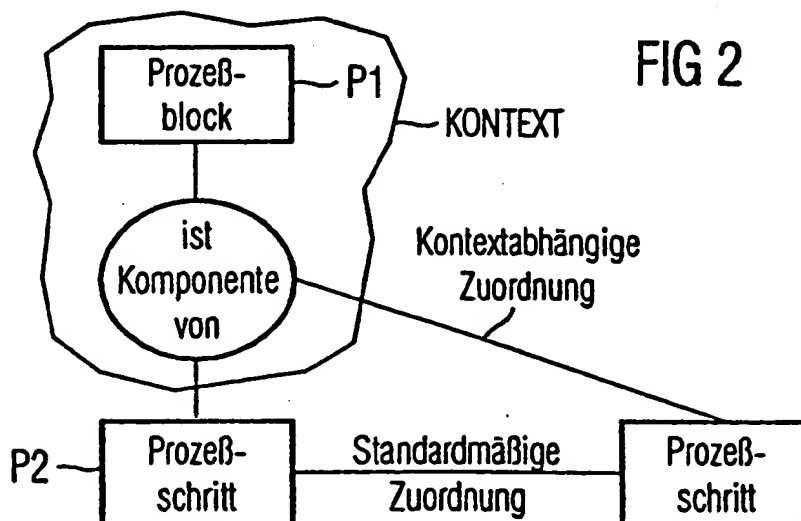 FIG 2
Prozeß-
block
P1
KONTEXT
ist
Komponente
von
Kontextabhängige
Zuordnung
P2
Prozeß-
schritt
Standardmäßige
Zuordnung
Prozeß-
schritt